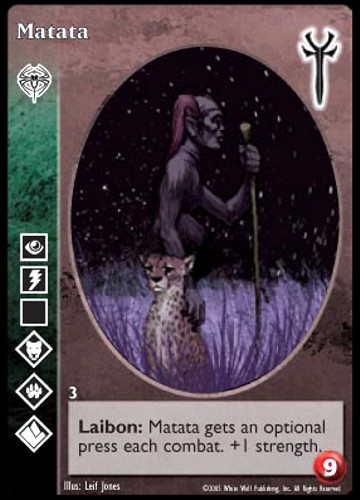 Matata
3
Laibon: Matata gets an optional
press each combat. +1 strength.
9
Illus: Leif Jones
©2005 White Wolf Publishing, Inc. All Rights Reserved